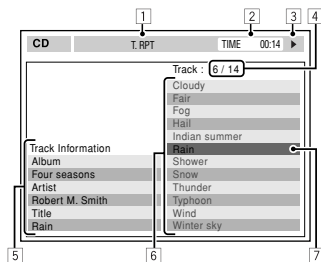 1 2 3 4
CD T. RPT TIME 00:14
Track : 6 / 14
Cloudy
Fair
Fog
Hail
Indian summer
Rain
Shower
Snow
Thunder
Typhoon
Wind
Winter sky
Track Information
Album
Four seasons
Artist
Robert M. Smith
Title
Rain
5 6 7